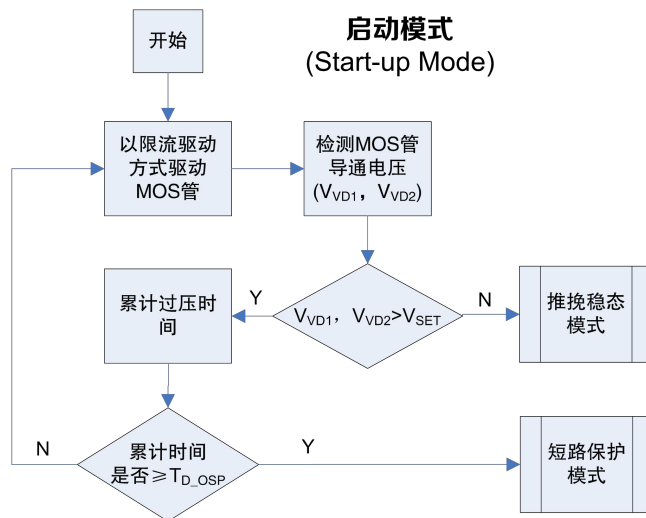 启动模式
(Start-up Mode)
开始
以限流驱动
方式驱动
MOS管
检测MOS管
导通电压
(VVD1, VVD2)
累计过压时
间
Y
VVD1, VVD2>VSET
N
推挽稳态
模式
N
累计时间
是否≥TD_OSP
Y
短路保护
模式